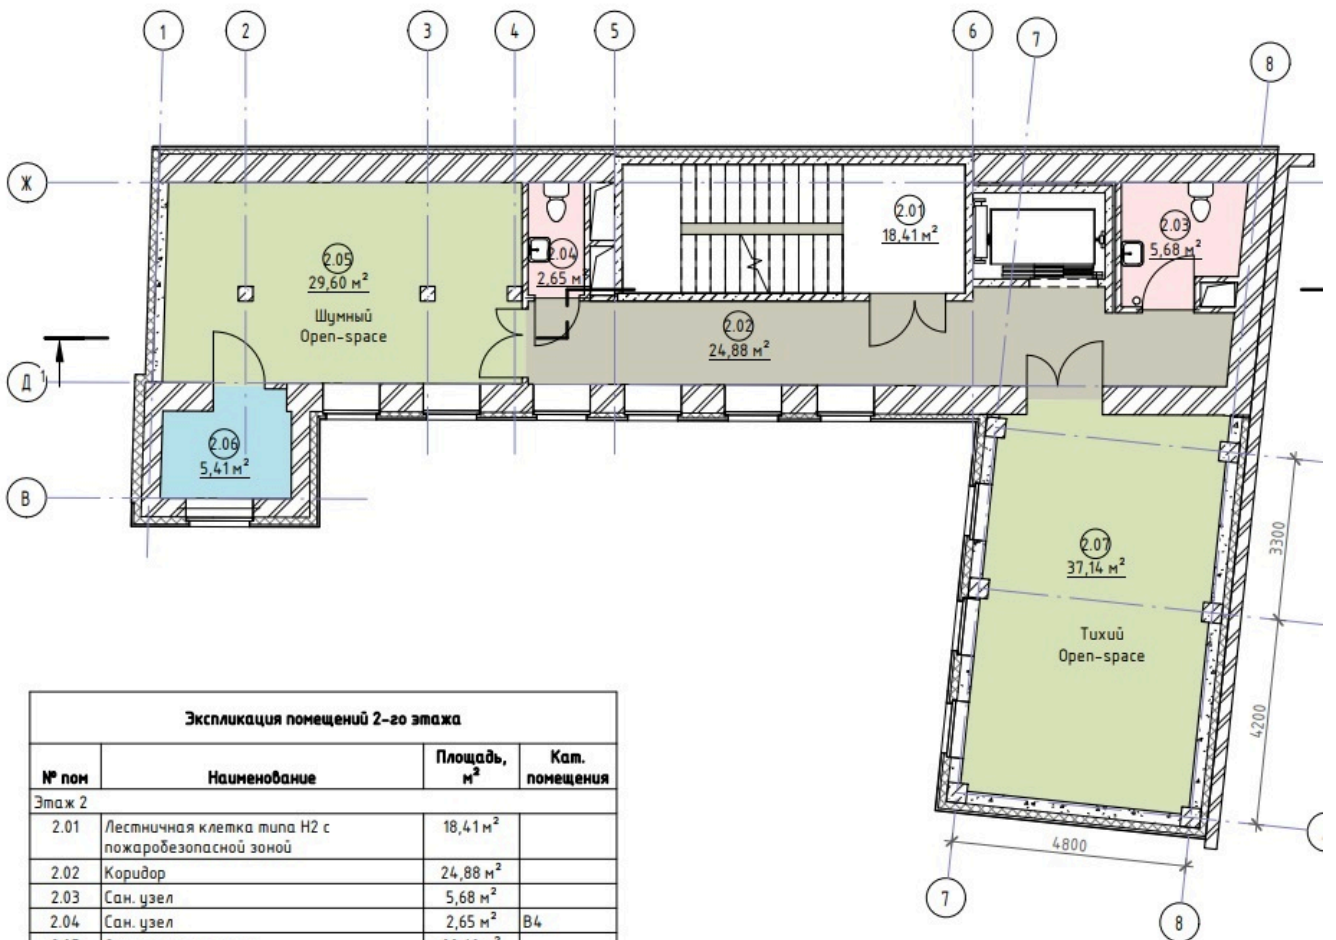 1
2
3
4
5
6
7
8
Ж
Д
В
1
2.05
29,60 м²
Шумный
Open-space
2.04
2,65 м²
2.01
18,41 м²
2.03
5,68 м²
2.02
24,88 м²
2.06
5,41 м²
2.07
37,14 м²
Тихий
Open-space
3300
4200
4800
7
8
Экспликация помещений 2-го этажа
№ пом Наименование Площадь, м² Кат. помещения
Этаж 2
2.01 Лестничная клетка типа Н2 с 18,41 м²
пожаробезопасной зоной
2.02 Коридор 24,88 м²
2.03 Сан. узел 5,68 м²
2.04 Сан. узел 2,65 м² В4